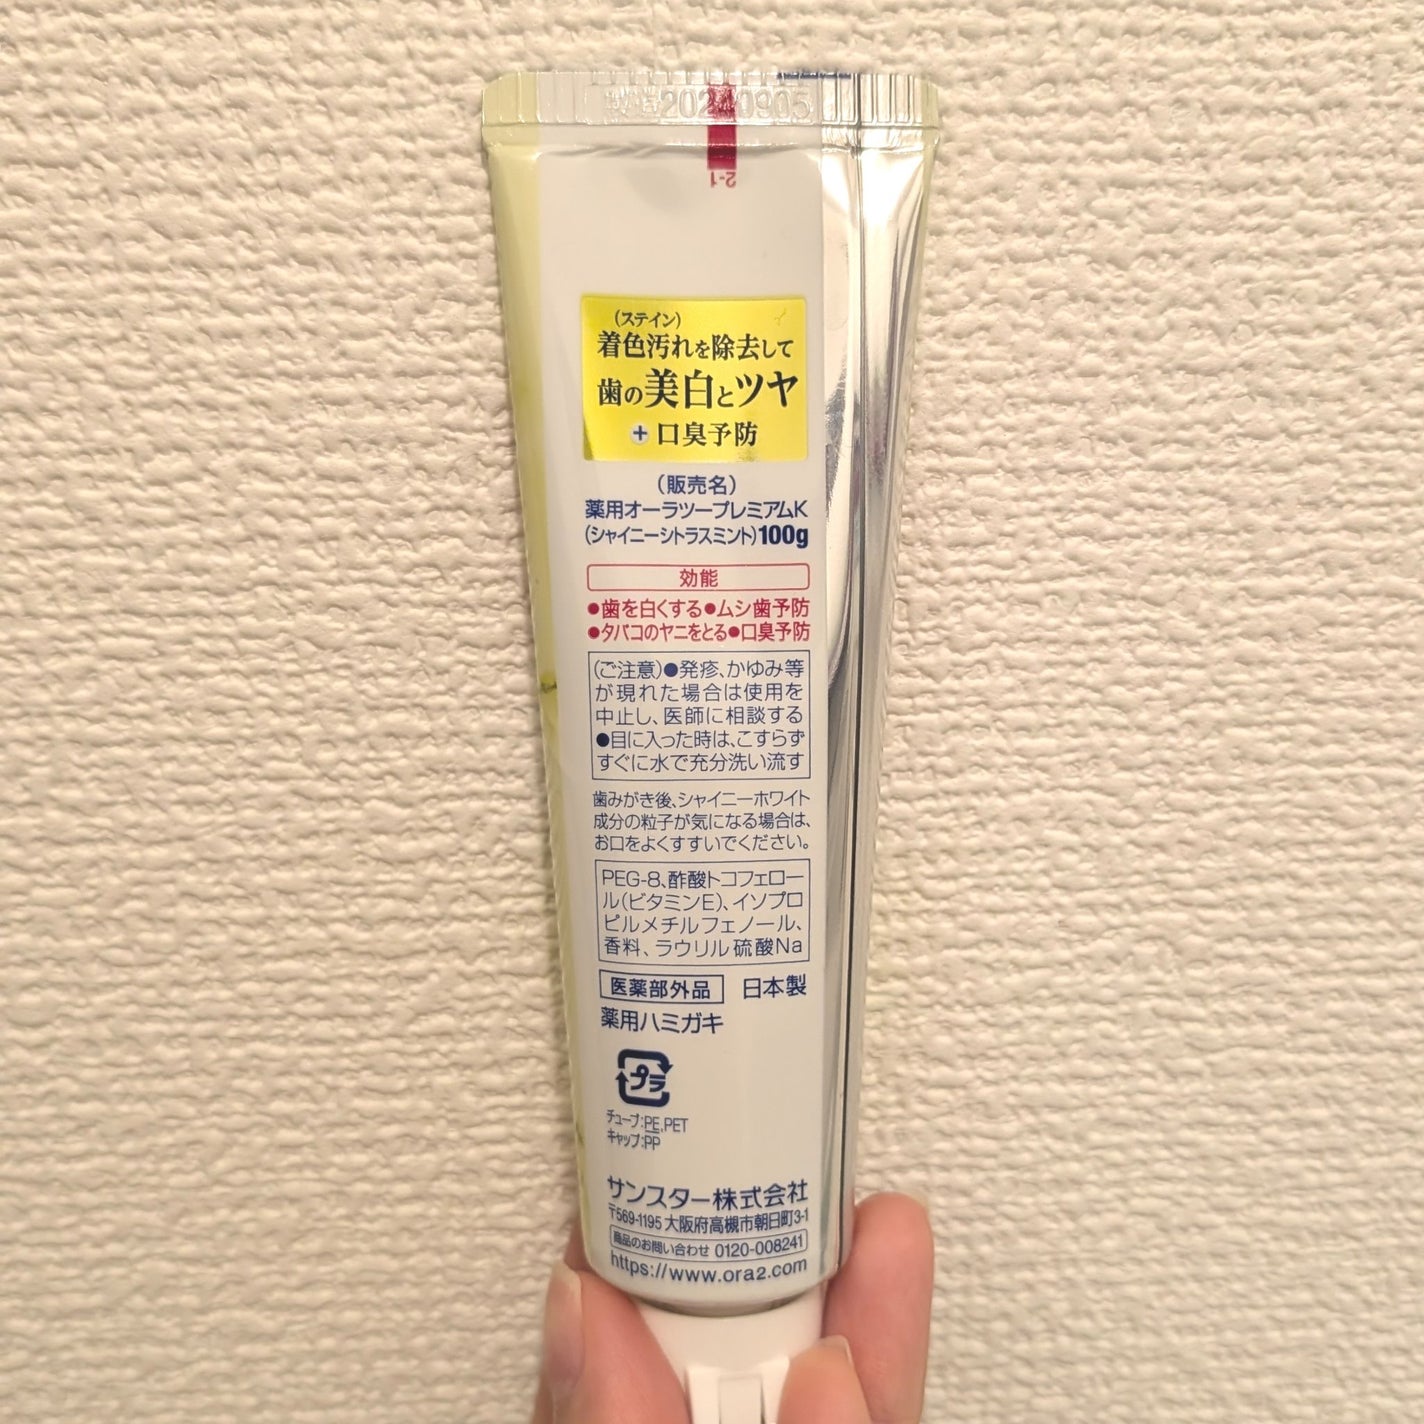 20240905
2-1
(ステイン)
着色汚れを除去して
歯の美白とツヤ
+口臭予防
(販売名)
薬用オーラツープレミアムK
(シャイニーシトラスミント)100g
効能
●歯を白くする●ムシ歯予防
●タバコのヤニをとる●口臭予防
(ご注意)●発疹、かゆみ等
が現れた場合は使用を
中止し、医師に相談する
●目に入った時は、こすらず
すぐに水で充分洗い流す
歯みがき後、シャイニーホワイト
成分の粒子が気になる場合は、
お口をよくすすいでください。
PEG-8、酢酸トコフェロー
ル(ビタミンE)、イソプロ
ピルメチルフェノール、
香料、ラウリル硫酸Na
医薬部外品 日本製
薬用ハミガキ
プラ
チューブ:PE、PET
キャップ:PP
サンスター株式会社
〒569-1195 大阪府高槻市朝日町3-1
商品のお問い合わせ 0120-008241
https://www.ora2.com